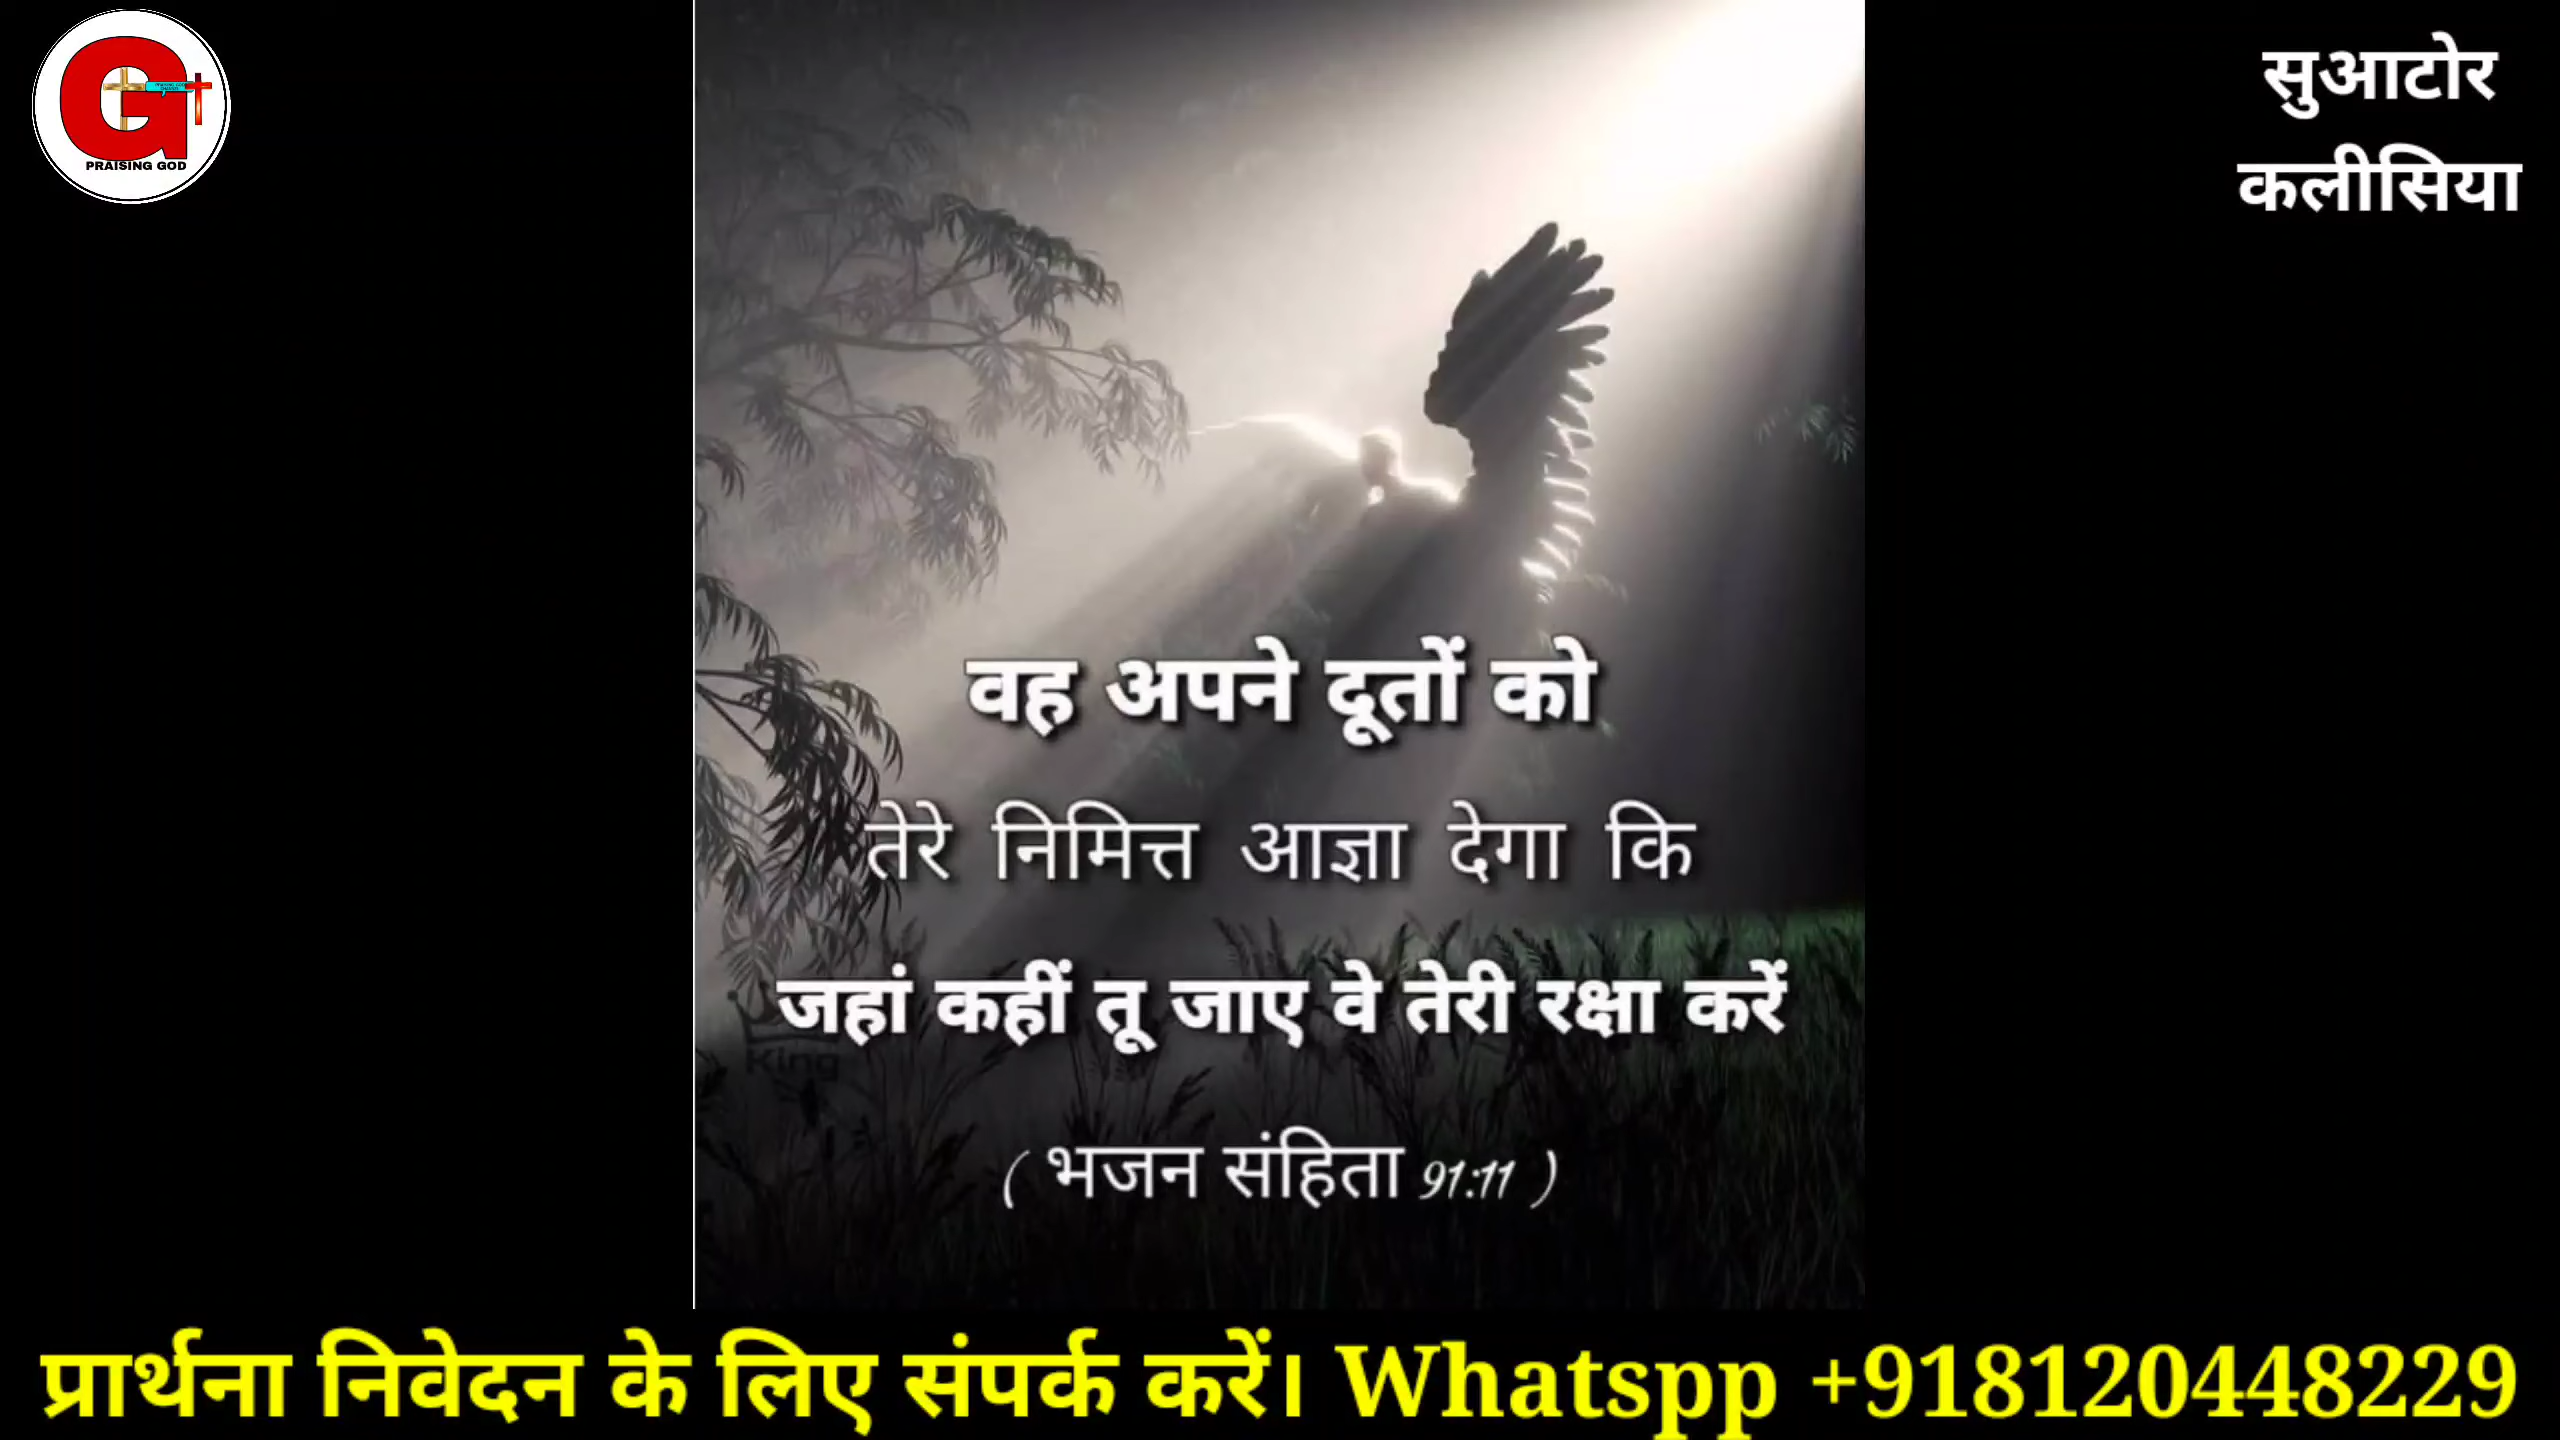 PRAISING GOD
सुआटोर
कलीसिया
वह अपने दूतों को
तेरे निमित्त आज्ञा देगा कि
जहां कहीं तू जाए वे तेरी रक्षा करें
King
( भजन संहिता 91:11 )
प्रार्थना निवेदन के लिए संपर्क करें। Whatspp +918120448229